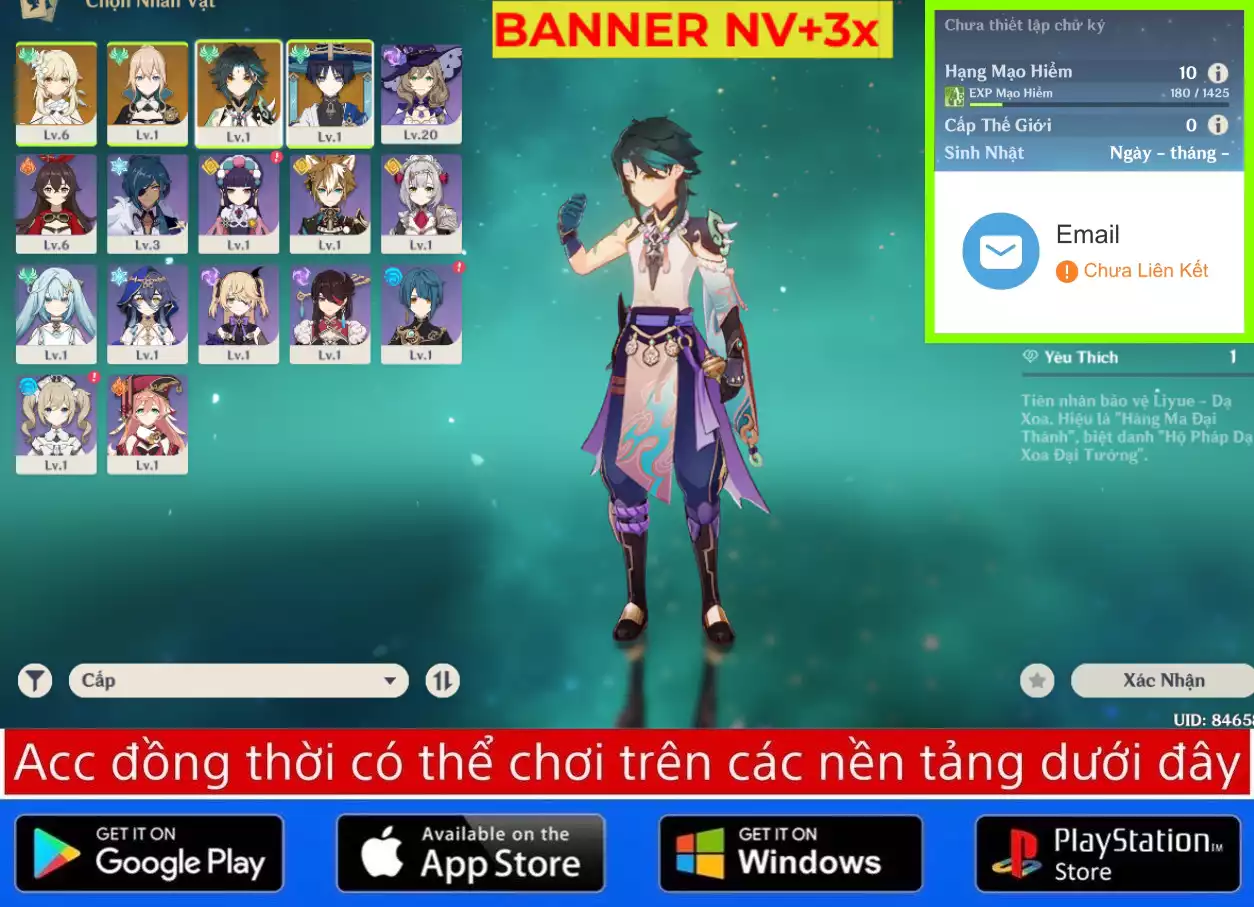 Chọn Nhân Vật
BANNER NV+3x
Chưa thiết lập chữ ký
Hạng Mạo Hiểm 10
EXP Mạo Hiểm 180 / 1425
Cấp Thế Giới 0
Sinh Nhật Ngày - tháng -
Email
Chưa Liên Kết
Lv.6 Lv.1 Lv.1 Lv.1 Lv.20
Lv.6 Lv.3 Lv.1 Lv.1 Lv.1
Lv.1 Lv.1 Lv.1 Lv.1 Lv.1
Lv.1 Lv.1
Yêu Thích 1
Tiên nhân bảo vệ Liyue - Dạ
Xoa. Hiệu là "Hàng Ma Đại
Thánh", biệt danh "Hộ Pháp Dạ
Xoa Đại Tướng".
Cấp
Xác Nhận
UID: 8465
Acc đồng thời có thể chơi trên các nền tảng dưới đây
GET IT ON
Google Play
Available on the
App Store
GET IT ON
Windows
PlayStation™
Store